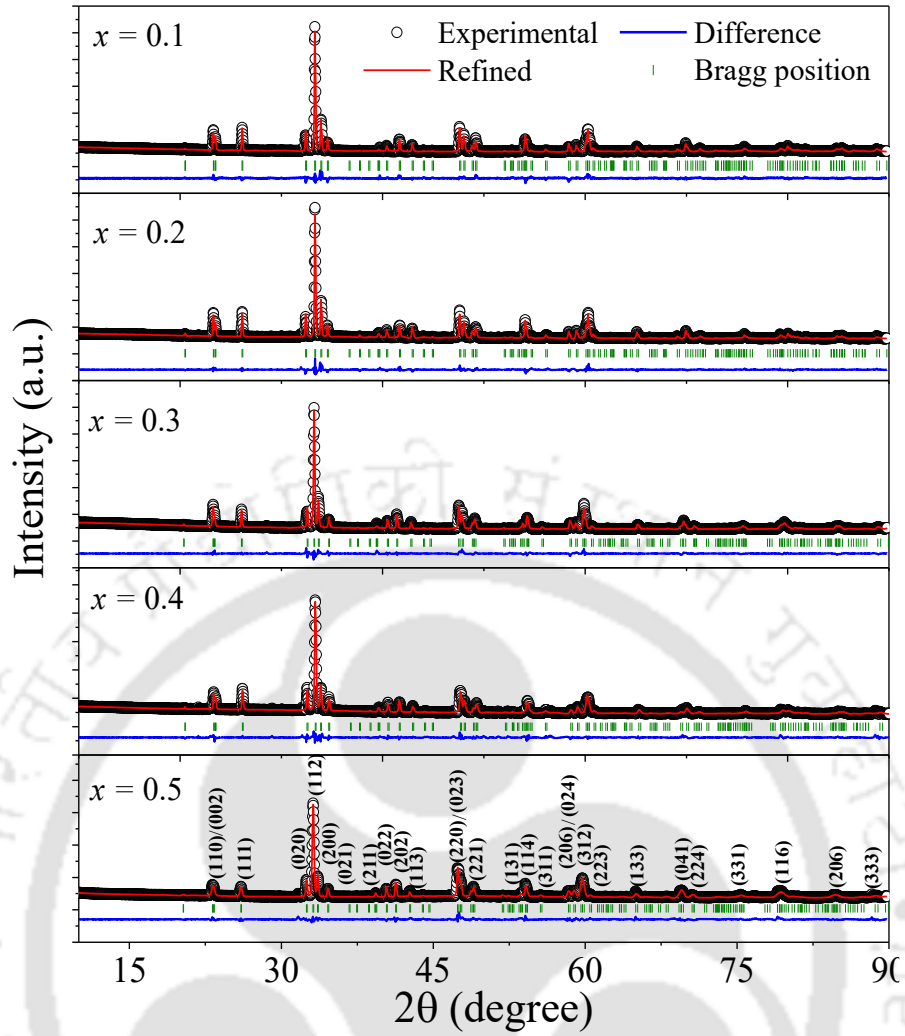 x = 0.1
Experimental
Difference
Refined
Bragg position
x = 0.2
x = 0.3
x = 0.4
x = 0.5
(110)/(002)
(111)
(020)
(112)
(200)
(021)
(211)
(022)
(202)
(113)
(220)/(023)
(221)
(131)
(114)
(311)
(206)/(024)
(312)
(223)
(133)
(041)
(224)
(331)
(116)
(206)
(333)
Intensity (a.u.)
15 30 45 60 75 90
2θ (degree)